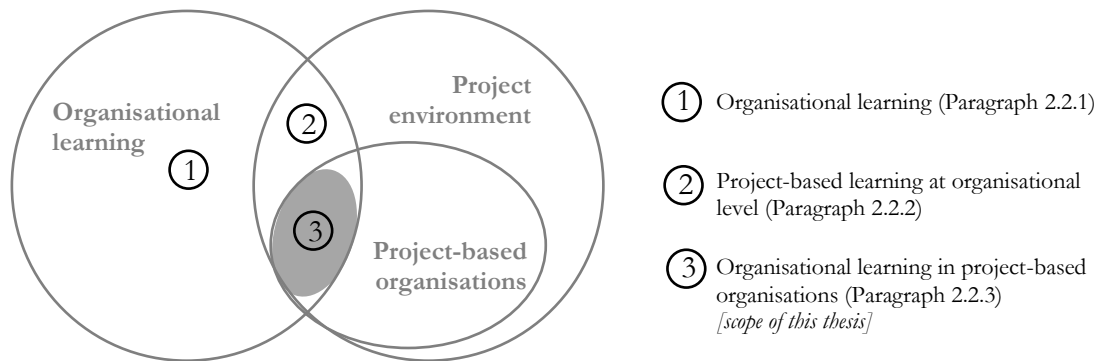 Organisational
learning
1
2
3
Project
environment
Project-based
organisations
1 Organisational learning (Paragraph 2.2.1)
2 Project-based learning at organisational
level (Paragraph 2.2.2)
3 Organisational learning in project-based
organisations (Paragraph 2.2.3)
[scope of this thesis]